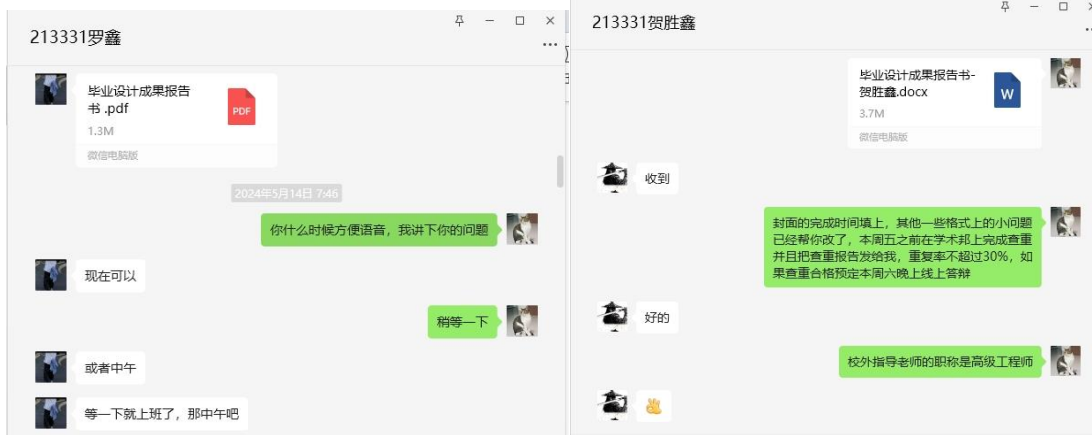 213331罗鑫
毕业设计成果报告
书 .pdf
PDF
1.3M
微信电脑版
2024年5月14日 7:46
你什么时候方便语音，我讲下你的问题
现在可以
稍等一下
或者中午
等一下就上班了，那中午吧
213331贺胜鑫
毕业设计成果报告书-
贺胜鑫.docx
W
3.7M
微信电脑版
收到
封面的完成时间填上，其他一些格式上的小问题
已经帮你改了，本周五之前在学术邦上完成查重
并且把查重报告发给我，重复率不超过30%，如
果查重合格预定本周六晚上线上答辩
好的
校外指导老师的职称是高级工程师